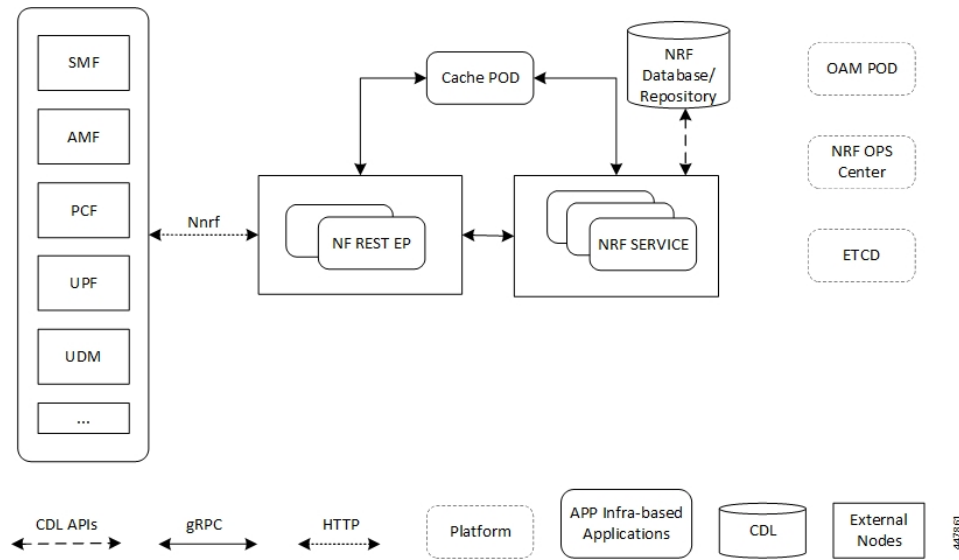 SMF
AMF
PCF
UPF
UDM
...
Nnrf
Cache POD
NF REST EP
NRF SERVICE
NRF
Database/
Repository
OAM POD
NRF OPS
Center
ETCD
CDL APIs
gRPC
HTTP
Platform
APP Infra-based
Applications
CDL
External
Nodes
447861